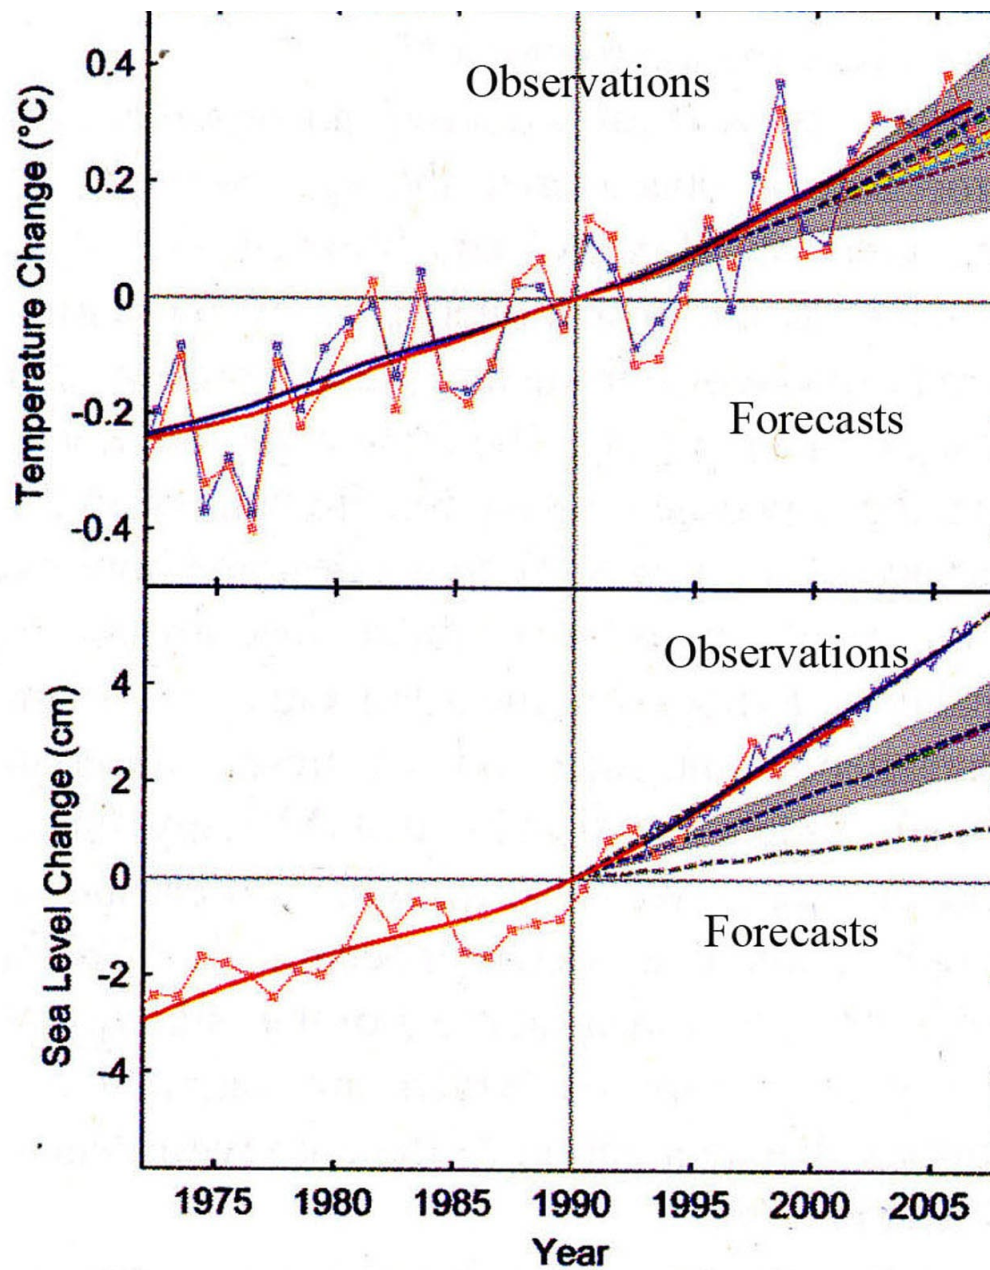 Temperature Change (°C)
0.4
0.2
0
-0.2
-0.4
Observations
Forecasts
Sea Level Change (cm)
4
2
0
-2
-4
Observations
Forecasts
1975 1980 1985 1990 1995 2000 2005
Year